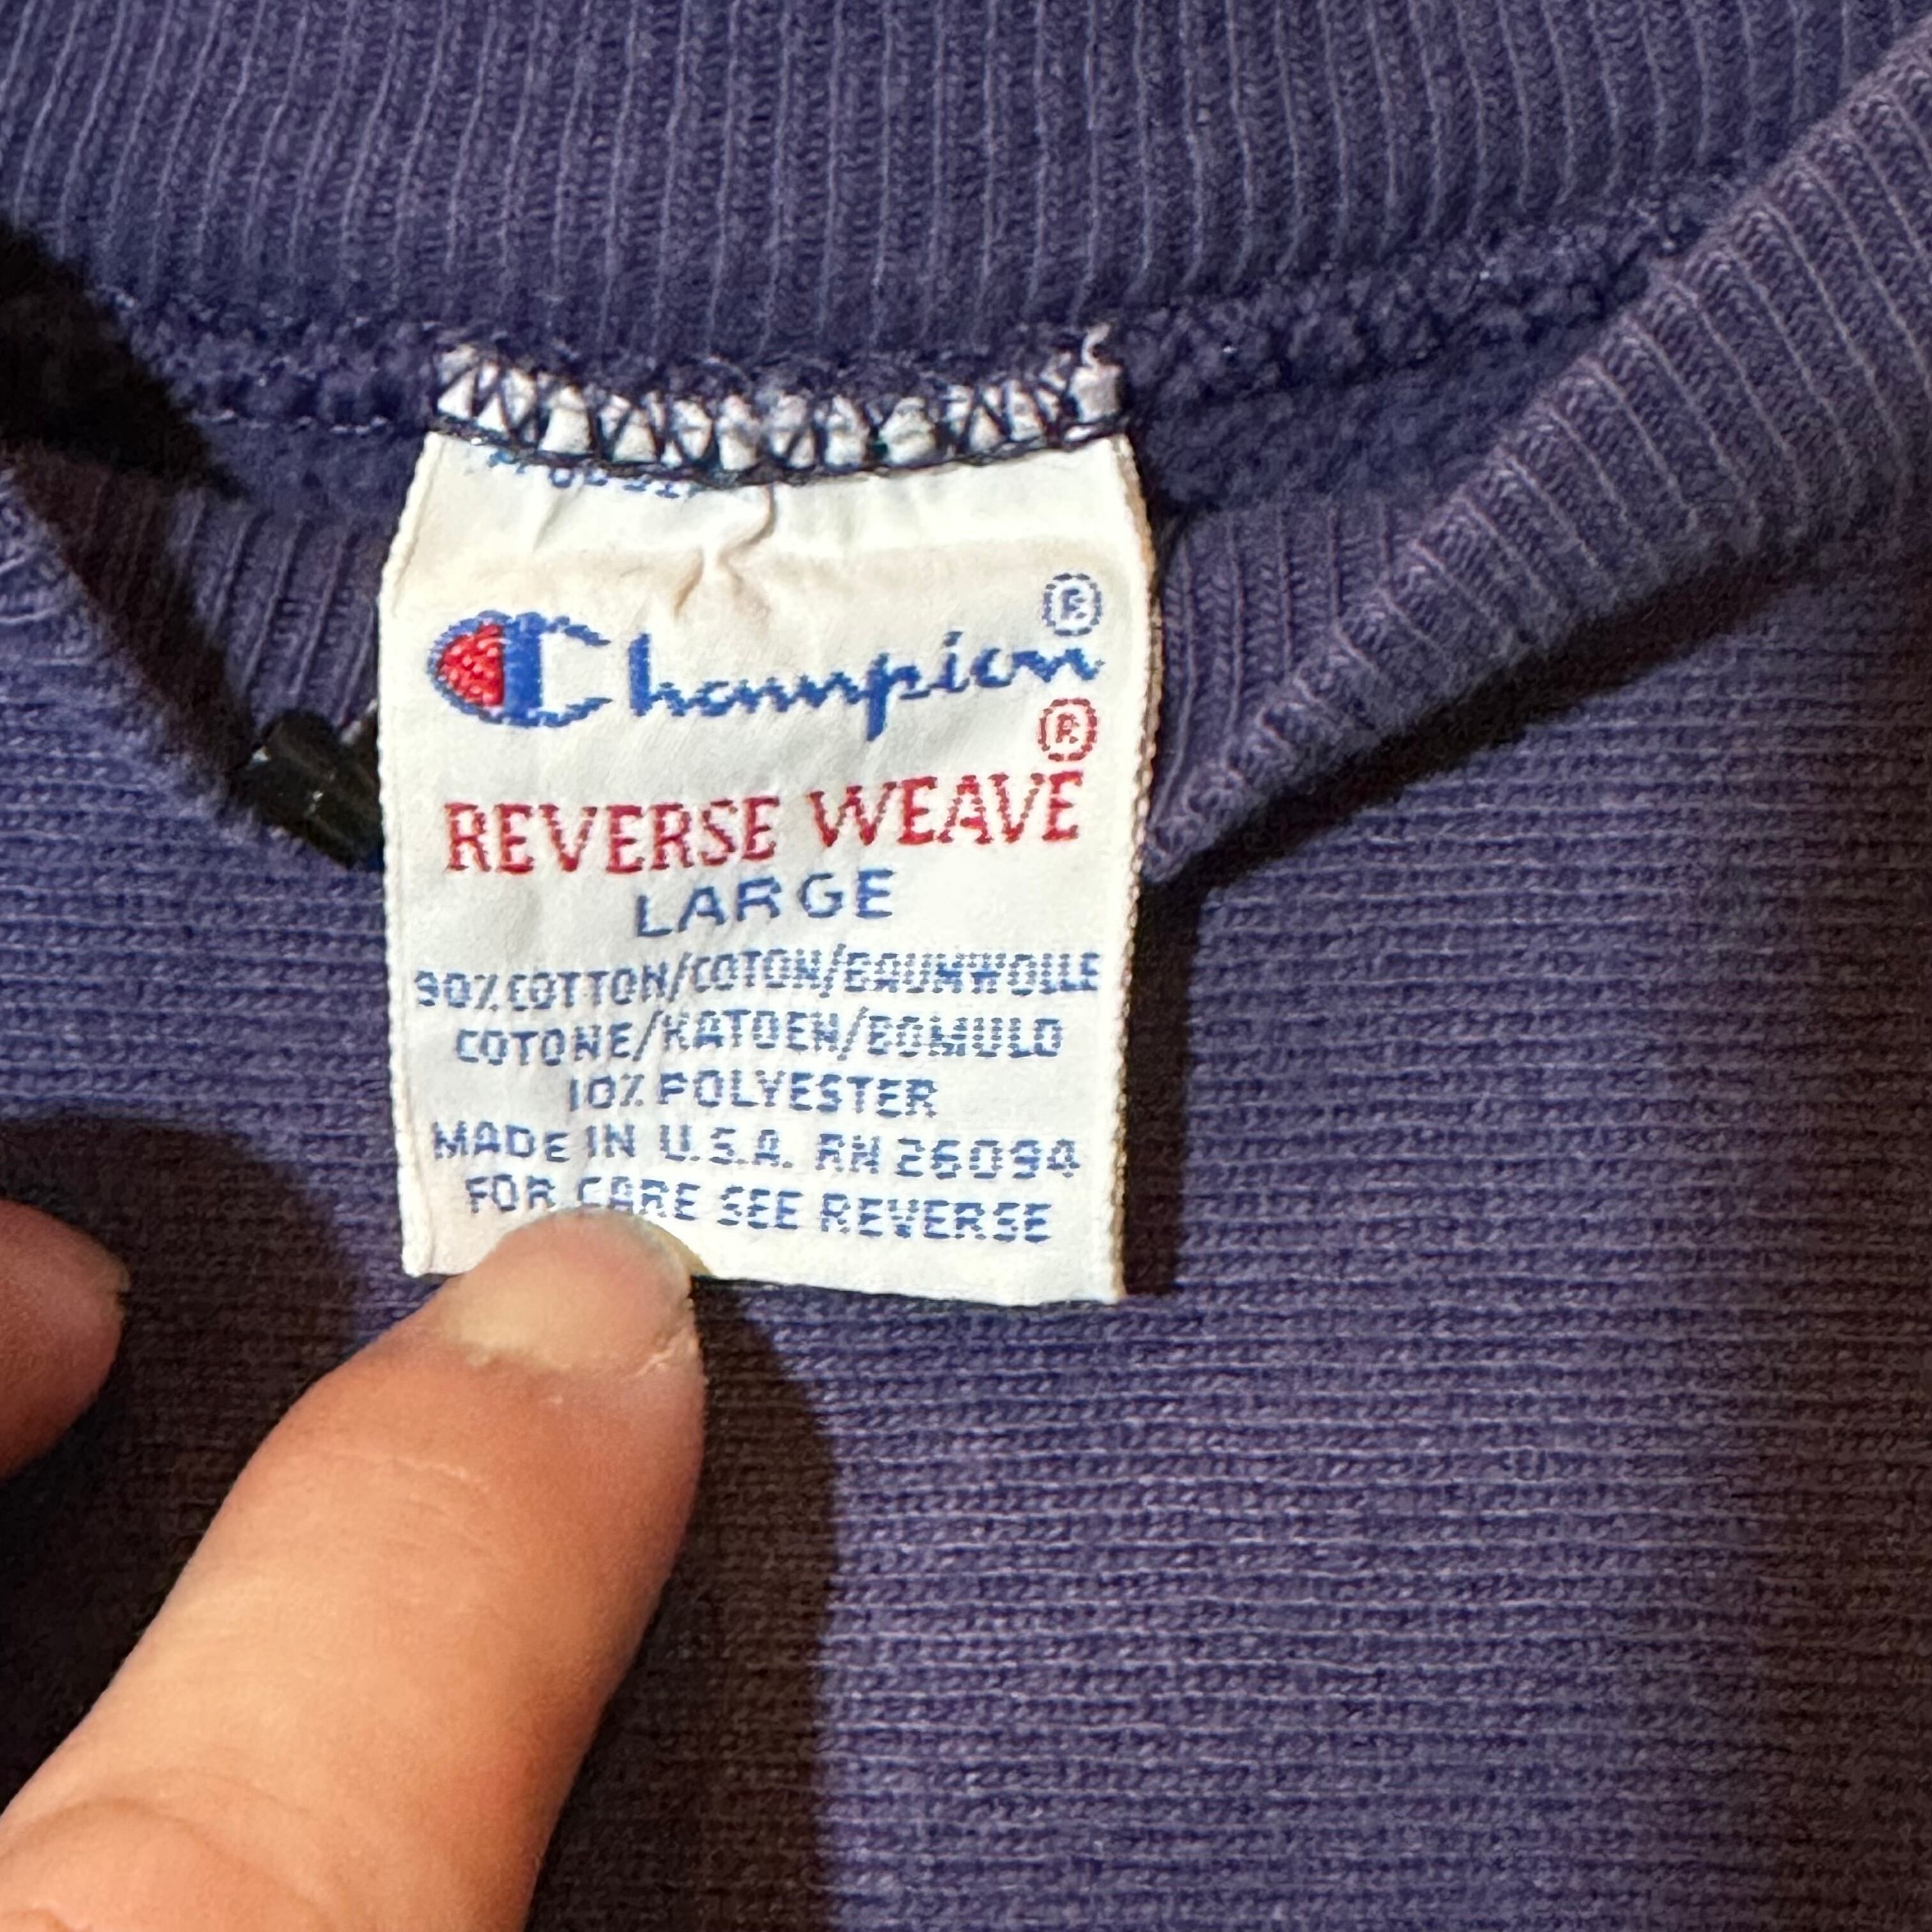 Champion ®
®
REVERSE WEAVE
LARGE
90% COTTON/COTON/BAUMWOLLE
COTONE/KATOEN/BOMULD
10% POLYESTER
MADE IN U.S.A. RN 26094
FOR CARE SEE REVERSE